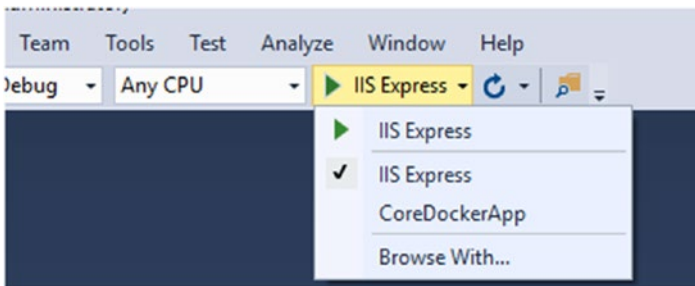 Team Tools Test Analyze Window Help
Debug Any CPU IIS Express
IIS Express
IIS Express
CoreDockerApp
Browse With...